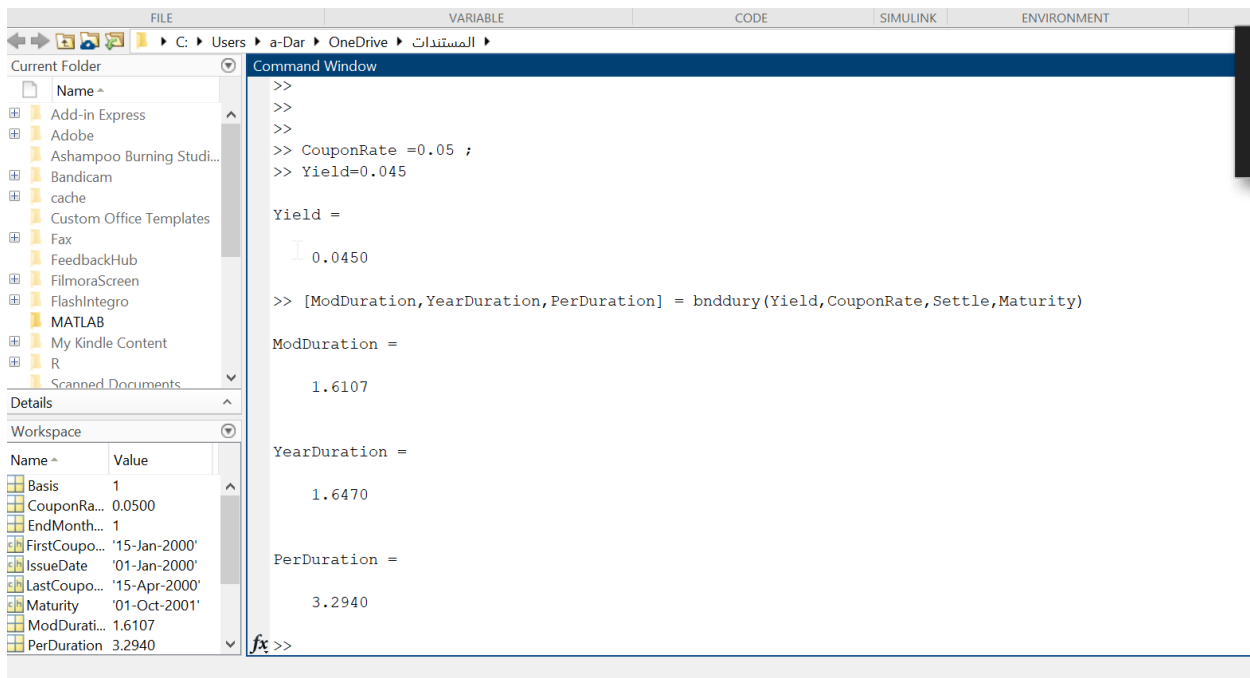 FILE VARIABLE CODE SIMULINK ENVIRONMENT
C: Users a-Dar OneDrive المستندات
Current Folder
Name
Add-in Express
Adobe
Ashampoo Burning Studi...
Bandicam
cache
Custom Office Templates
Fax
FeedbackHub
FilmoraScreen
FlashIntegro
MATLAB
My Kindle Content
R
Scanned Documents
Details
Workspace
Name Value
Basis 1
CouponRa... 0.0500
EndMonth... 1
FirstCoupo... '15-Jan-2000'
IssueDate '01-Jan-2000'
LastCoupo... '15-Apr-2000'
Maturity '01-Oct-2001'
ModDurati... 1.6107
PerDuration 3.2940
Command Window
>>
>>
>>
>> CouponRate =0.05 ;
>> Yield=0.045
Yield =
0.0450
>> [ModDuration,YearDuration,PerDuration] = bnddury(Yield,CouponRate,Settle,Maturity)
ModDuration =
1.6107
YearDuration =
1.6470
PerDuration =
3.2940
fx >>